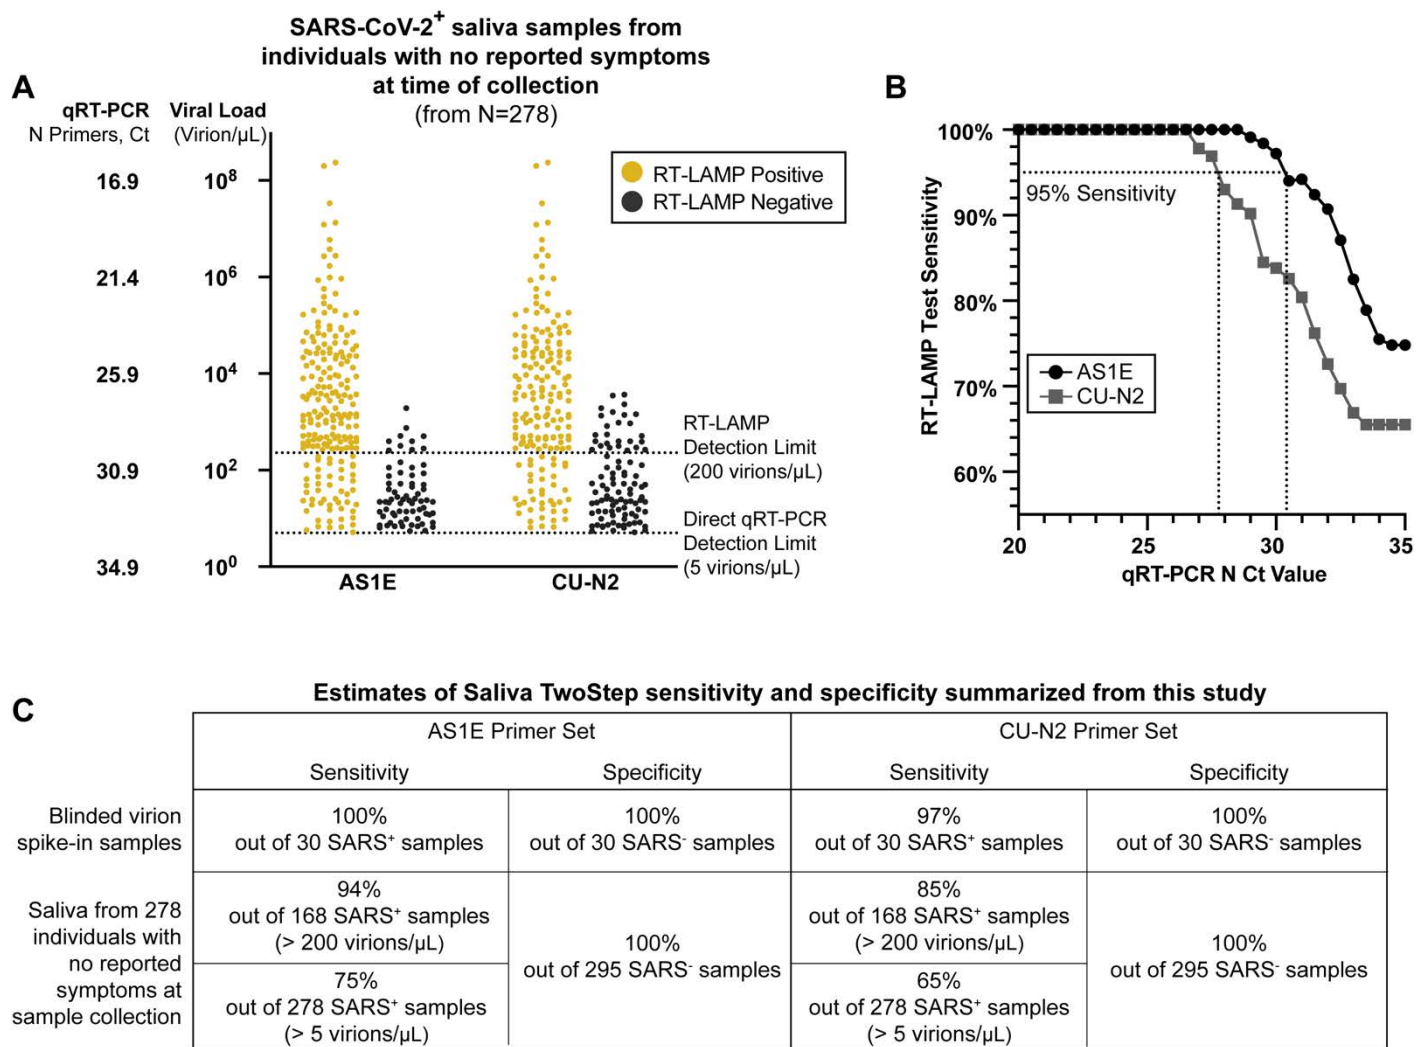 SARS-CoV-2+ saliva samples from
individuals with no reported symptoms
at time of collection
(from N=278)
A
qRT-PCR
N Primers, Ct
Viral Load
(Virion/µL)
16.9
21.4
25.9
30.9
34.9
10^8
10^6
10^4
10^2
10^0
RT-LAMP Positive
RT-LAMP Negative
RT-LAMP
Detection Limit
(200 virions/µL)
Direct qRT-PCR
Detection Limit
(5 virions/µL)
AS1E
CU-N2
B
RT-LAMP Test Sensitivity
100%
90%
80%
70%
60%
95% Sensitivity
AS1E
CU-N2
20
25
30
35
qRT-PCR N Ct Value
C
Estimates of Saliva TwoStep sensitivity and specificity summarized from this study
AS1E Primer Set
CU-N2 Primer Set
Sensitivity
Specificity
Sensitivity
Specificity
Blinded virion
spike-in samples
100%
out of 30 SARS+ samples
100%
out of 30 SARS- samples
97%
out of 30 SARS+ samples
100%
out of 30 SARS- samples
Saliva from 278
individuals with
no reported
symptoms at
sample collection
94%
out of 168 SARS+ samples
(> 200 virions/µL)
75%
out of 278 SARS+ samples
(> 5 virions/µL)
100%
out of 295 SARS- samples
85%
out of 168 SARS+ samples
(> 200 virions/µL)
65%
out of 278 SARS+ samples
(> 5 virions/µL)
100%
out of 295 SARS- samples